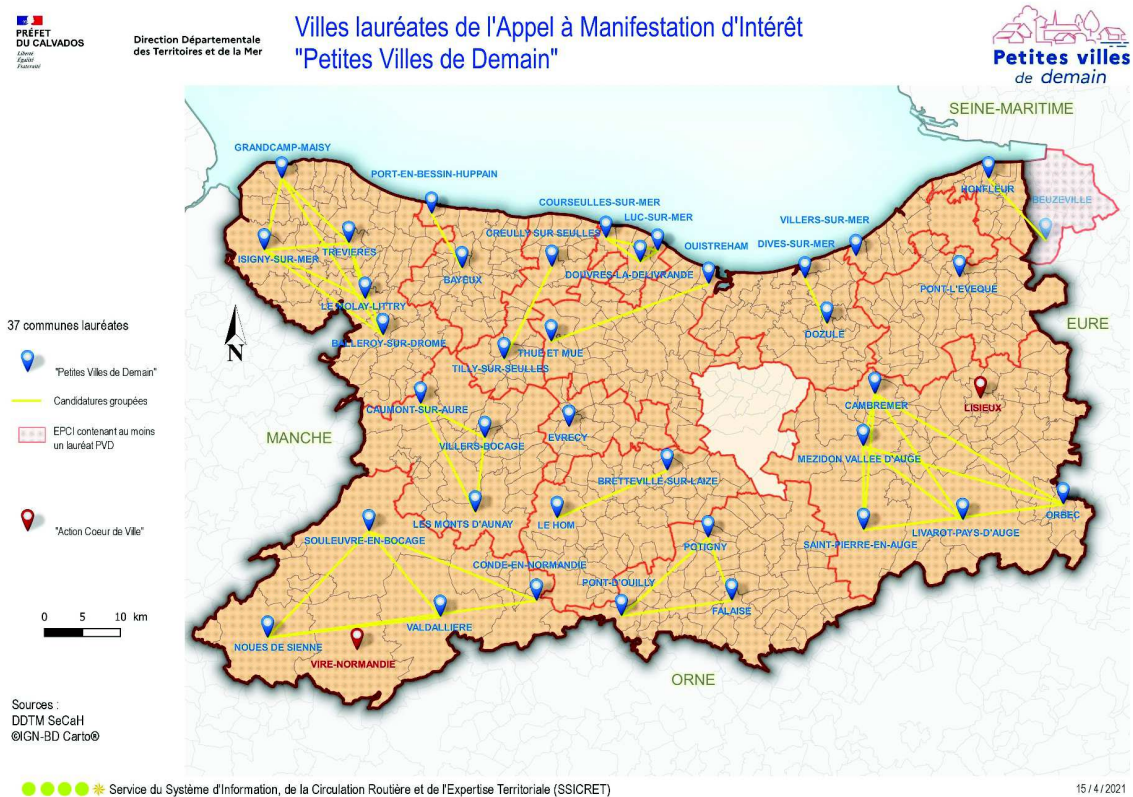 PRÉFET
DU CALVADOS
Liberté
Égalité
Fraternité
Direction Départementale
des Territoires et de la Mer
Villes lauréates de l'Appel à Manifestation d'Intérêt
"Petites Villes de Demain"
Petites villes
de demain
SEINE-MARITIME
GRANDCAMP-MAISY
PORT-EN-BESSIN-HUPPAIN
HONFLEUR
BEUZEVILLE
COURSEULLES-SUR-MER
LUC-SUR-MER
VILLERS-SUR-MER
CREULLY SUR SEULLES
OUISTREHAM
DIVES-SUR-MER
TREVIERES
ISIGNY-SUR-MER
BAYEUX
DOUVRES-LA-DELIVRANDE
PONT-L'EVEQUE
LE MOLAY-LITTRY
EURE
37 communes lauréates
N
BALLEROY-SUR-DROME
DOZULE
THUE ET MUE
TILLY-SUR-SEULLES
"Petites Villes de Demain"
Candidatures groupées
CAUMONT-SUR-AURE
CAMBREMER
LISIEUX
EPCI contenant au moins
un lauréat PVD
MANCHE
VILLERS-BOCAGE
EVRECY
MEZIDON VALLEE D'AUGE
BRETTEVILLE-SUR-LAIZE
"Action Coeur de Ville"
LES MONTS D'AUNAY
LE HOM
ORBEC
SOULEUVRE-EN-BOCAGE
POTIGNY
SAINT-PIERRE-EN-AUGE
LIVAROT-PAYS-D'AUGE
CONDE-EN-NORMANDIE
PONT-D'OUILLY
FALAISE
0 5 10 km
VALDALLIERE
NOUES DE SIENNE
VIRE-NORMANDIE
ORNE
Sources :
DDTM SeCaH
©IGN-BD Carto®
Service du Système d'Information, de la Circulation Routière et de l'Expertise Territoriale (SSICRET)
15 / 4 / 2021